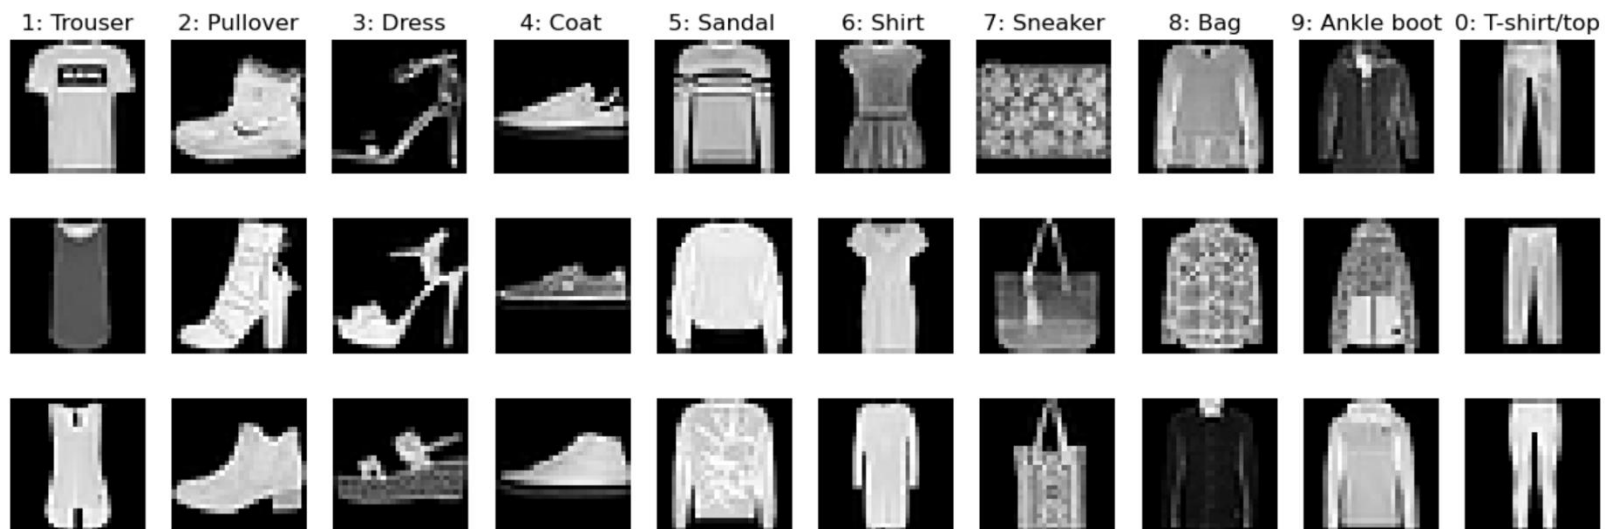 1: Trouser 2: Pullover 3: Dress 4: Coat 5: Sandal 6: Shirt 7: Sneaker 8: Bag 9: Ankle boot 0: T-shirt/top